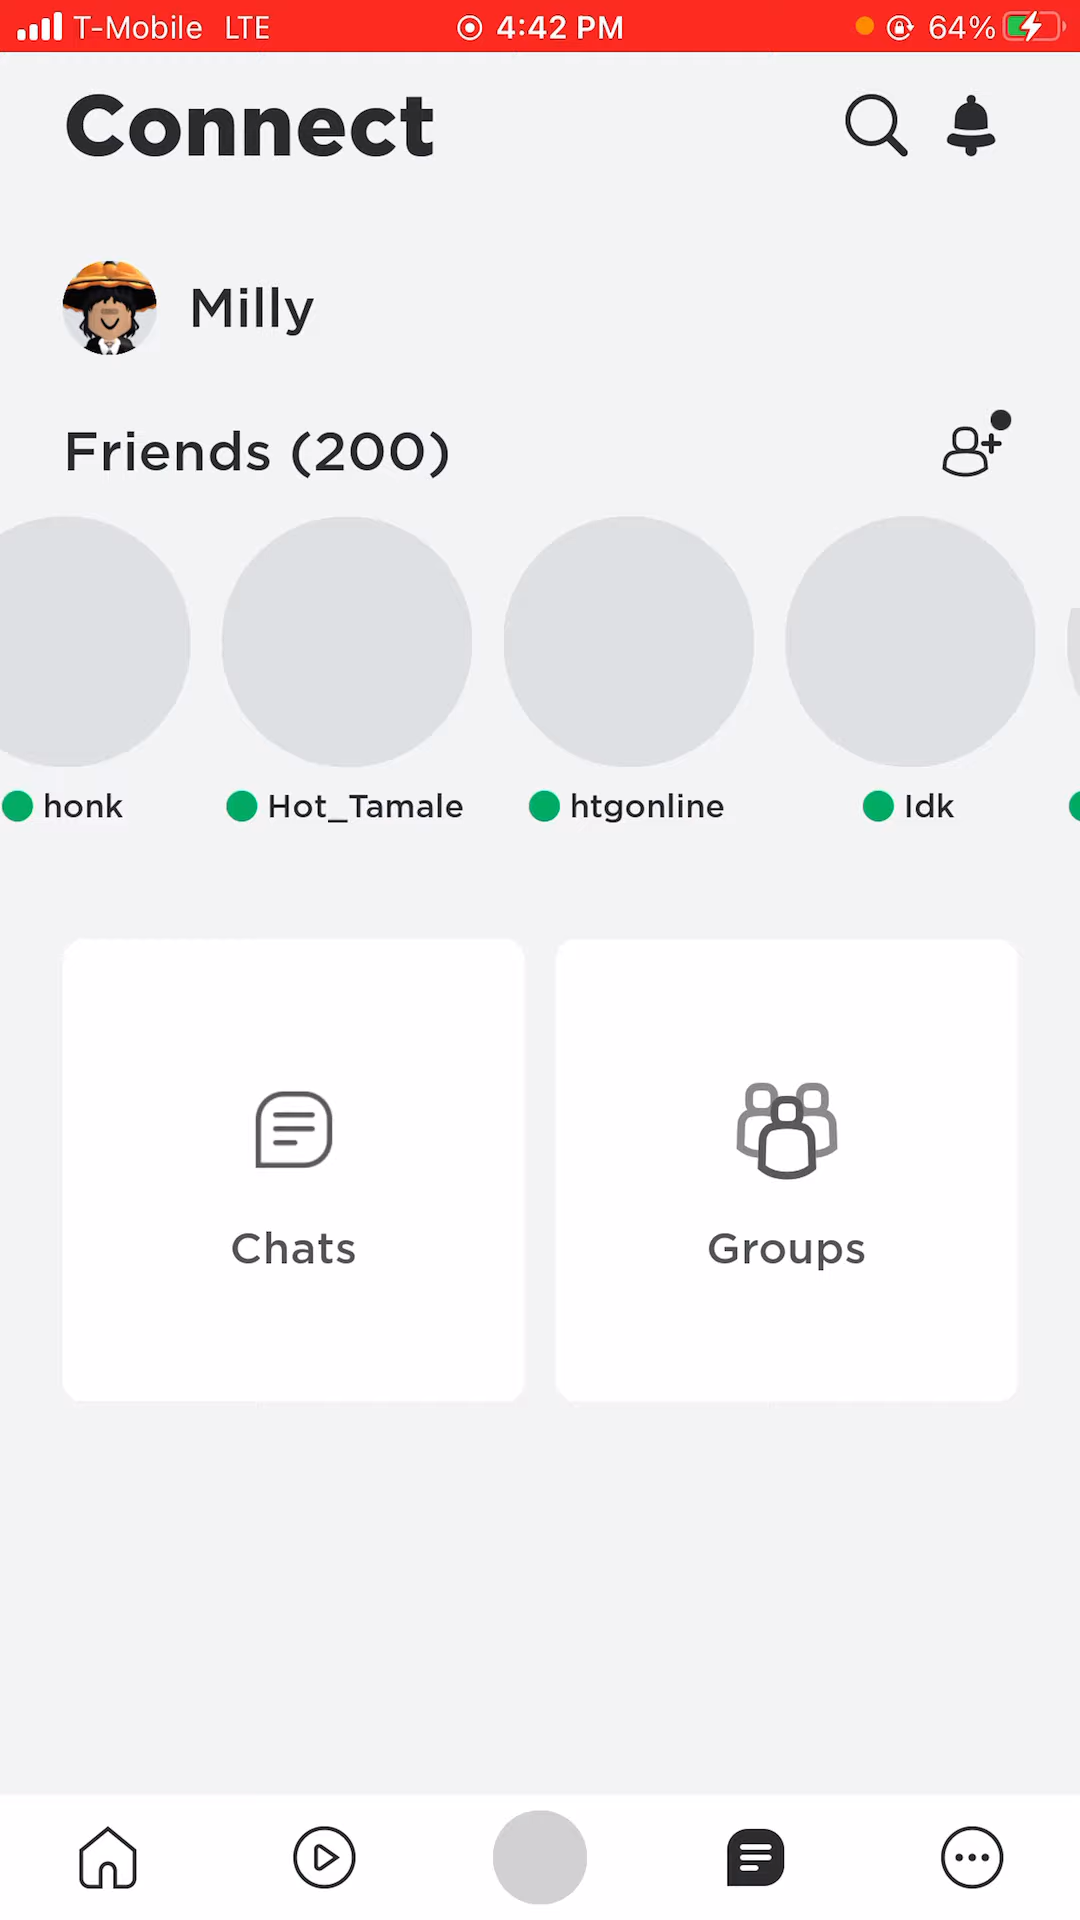 T-Mobile LTE 4:42 PM 64%
Connect
Milly
Friends (200)
honk Hot_Tamale htgonline Idk
Chats Groups